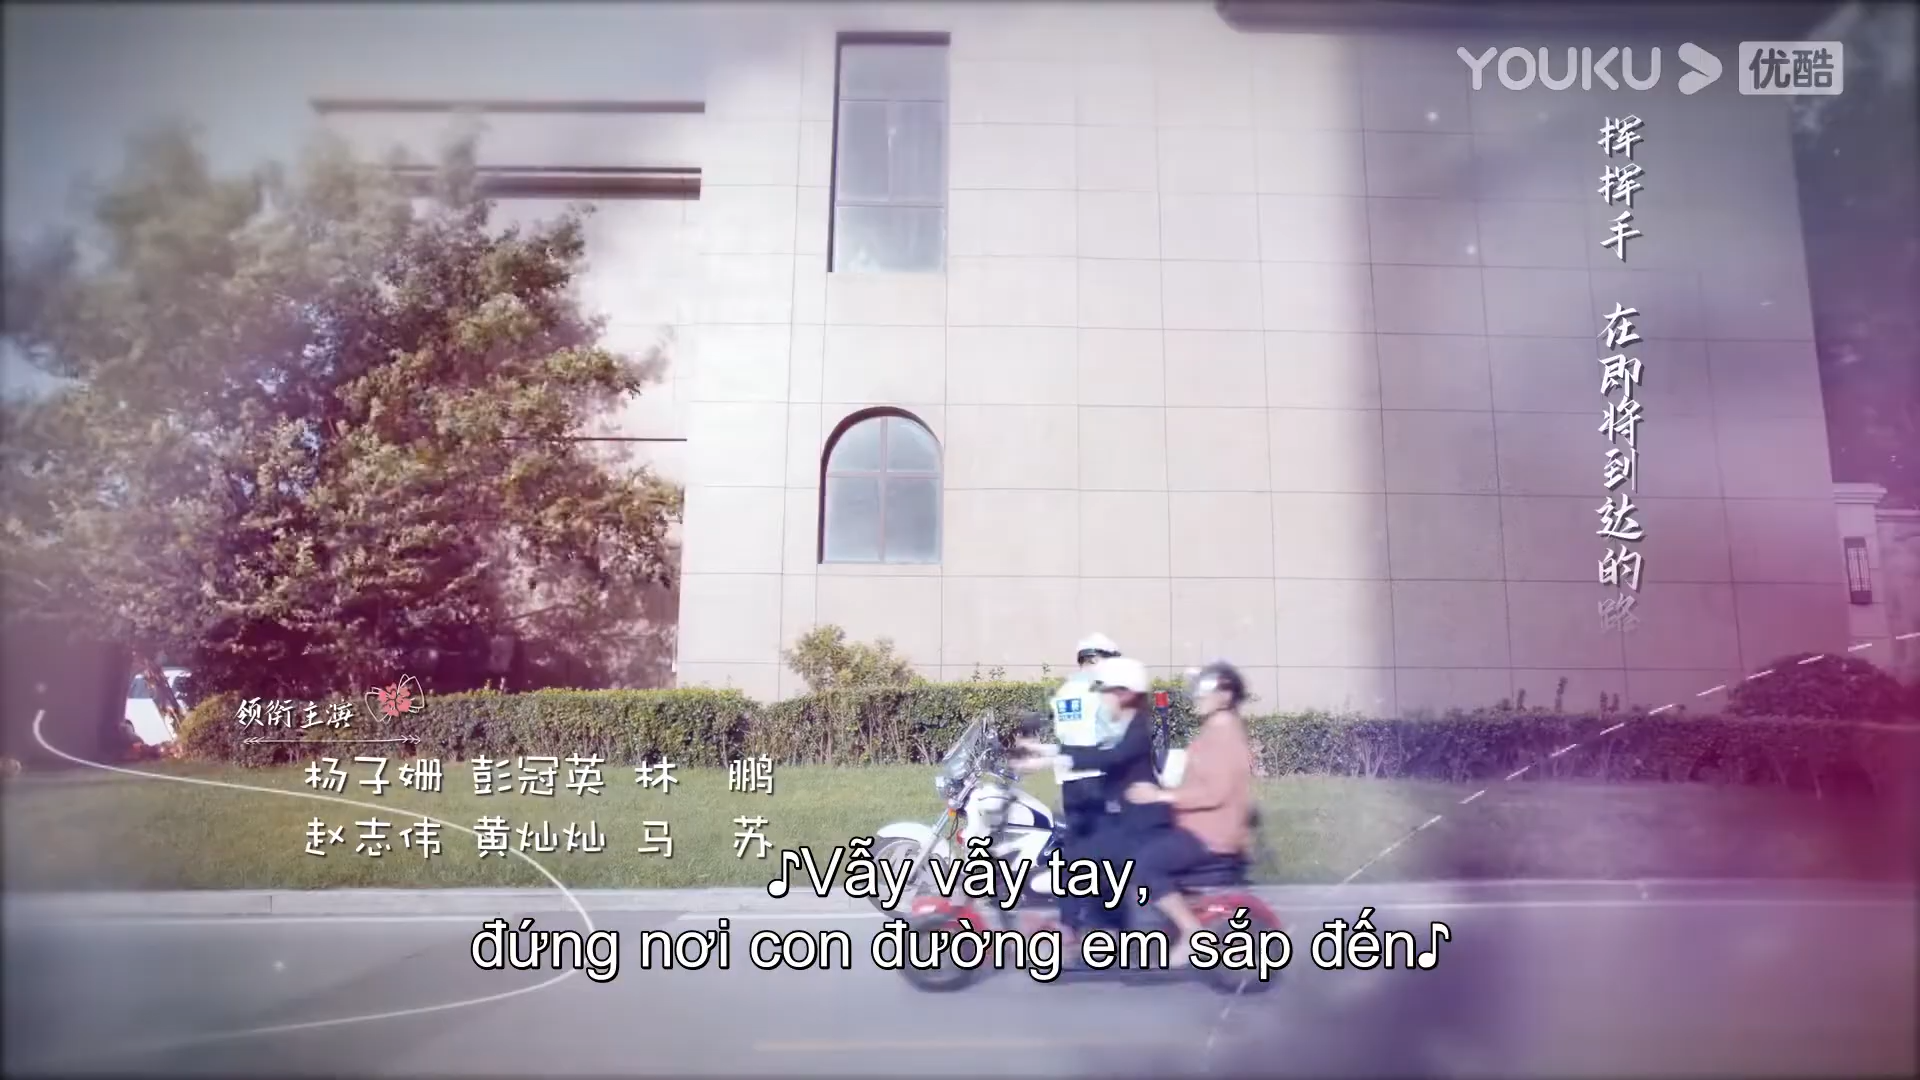 YOUKU 优酷
挥挥手 在即将到达的路
领衔主演
杨子姗 彭冠英 林 鹏
赵志伟 黄灿灿 马 苏
♪Vẫy vẫy tay,
đứng nơi con đường em sắp đến♪